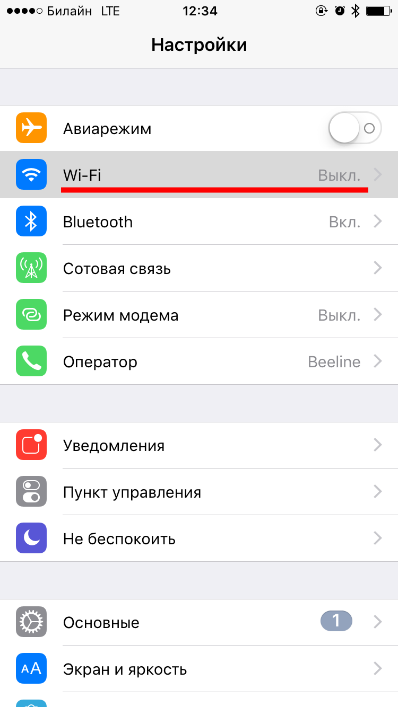 Билайн LTE 12:34
Настройки
Авиарежим
Wi-Fi Выкл.
Bluetooth Вкл.
Сотовая связь
Режим модема Выкл.
Оператор Beeline
Уведомления
Пункт управления
Не беспокоить
Основные 1
AA Экран и яркость